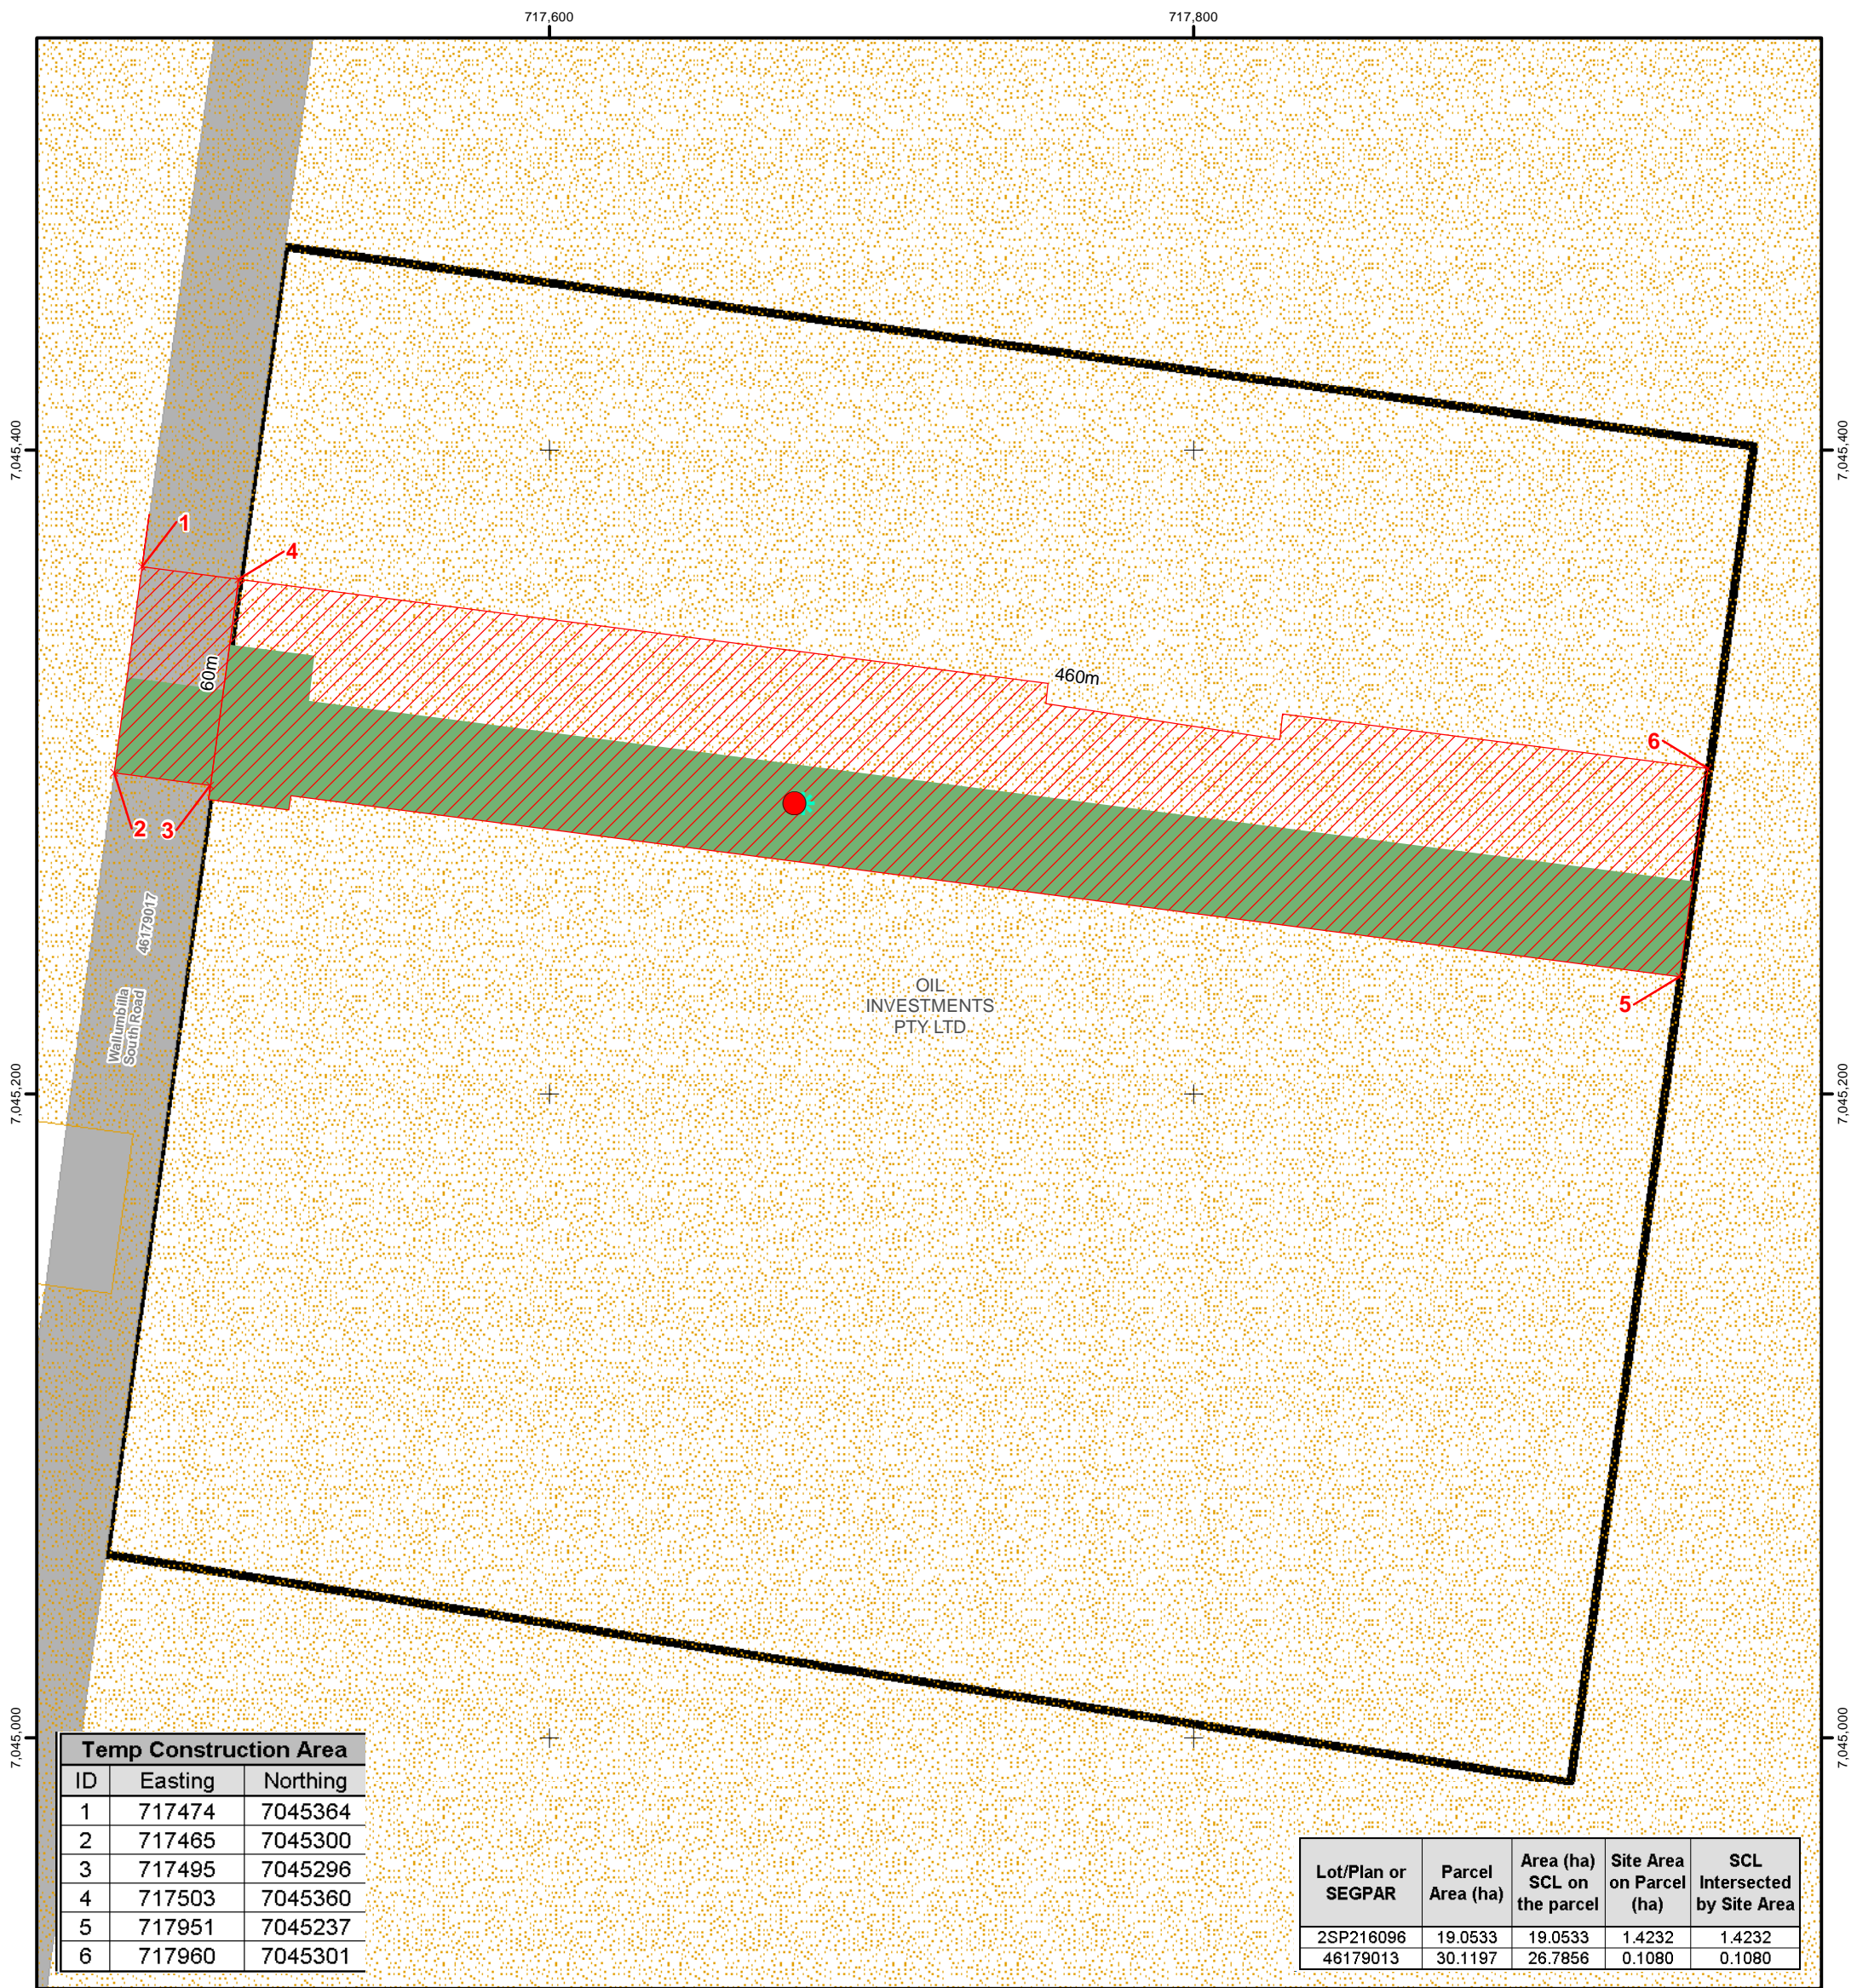 717,600
717,800
7,045,400
7,045,400
1
4
60m
460m
6
2
3
46179017
Wallumbilla
South Road
OIL
INVESTMENTS
PTY LTD
5
7,045,200
7,045,200
7,045,000
7,045,000
Temp Construction Area
ID Easting Northing
1 717474 7045364
2 717465 7045300
3 717495 7045296
4 717503 7045360
5 717951 7045237
6 717960 7045301
Lot/Plan or SEGPAR Parcel Area (ha) Area (ha) SCL on the parcel Site Area on Parcel (ha) SCL Intersected by Site Area
2SP216096 19.0533 19.0533 1.4232 1.4232
46179013 30.1197 26.7856 0.1080 0.1080